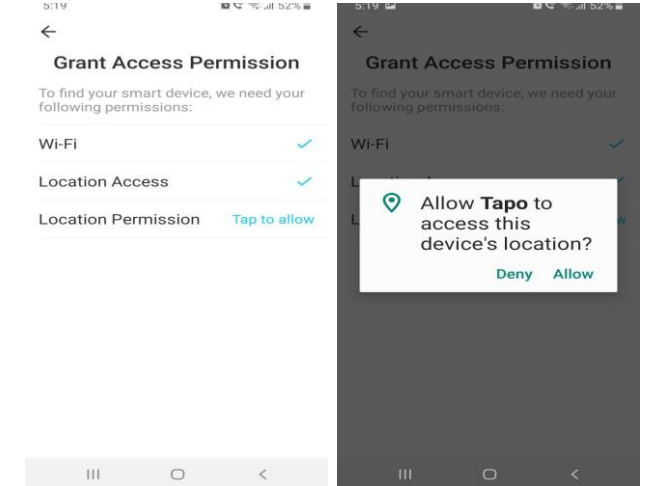 5:19 52%
Grant Access Permission
To find your smart device, we need your
following permissions:
Wi-Fi
Location Access
Location Permission Tap to allow
5:19 52%
Grant Access Permission
To find your smart device, we need your
following permissions:
Wi-Fi
Allow Tapo to
access this
device's location?
Deny Allow